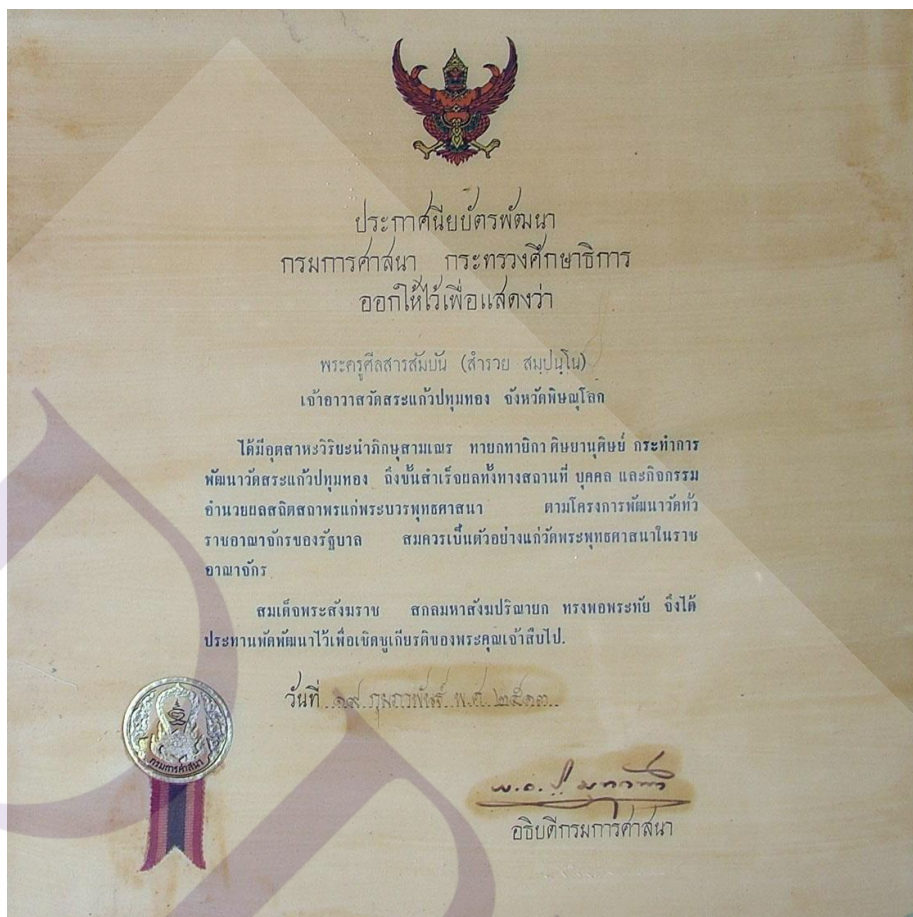 ประกาศนียบัตรพัฒนา
กรมการศาสนา กระทรวงศึกษาธิการ
ออกให้ไว้เพื่อแสดงว่า
พระครูศีลสารสัมบัน (สำรวย สมฺปนฺโน)
เจ้าอาวาสวัดสระแก้วปทุมทอง จังหวัดพิษณุโลก
ได้มีอุตสาหะวิริยะนำภิกษุสามเณร ทายกทายิกา ศิษยานุศิษย์ กระทำการ
พัฒนาวัดสระแก้วปทุมทอง ถึงขั้นสำเร็จผลทั้งทางสถานที่ บุคคล และกิจกรรม
อำนวยผลสถิตสถาพรแก่พระบวรพุทธศาสนา ตามโครงการพัฒนาวัดทั่ว
ราชอาณาจักรของรัฐบาล สมควรเป็นตัวอย่างแก่วัดพระพุทธศาสนาในราช
อาณาจักร
สมเด็จพระสังฆราช สกลมหาสังฆปริณายก ทรงพอพระทัย จึงได้
ประทานพัดพัฒนาไว้เพื่อเชิดชูเกียรติของพระคุณเจ้าสืบไป.
วันที่ ๑๙ กุมภาพันธ์ พ.ศ. ๒๕๑๓
กรมการศาสนา
อธิบดีกรมการศาสนา